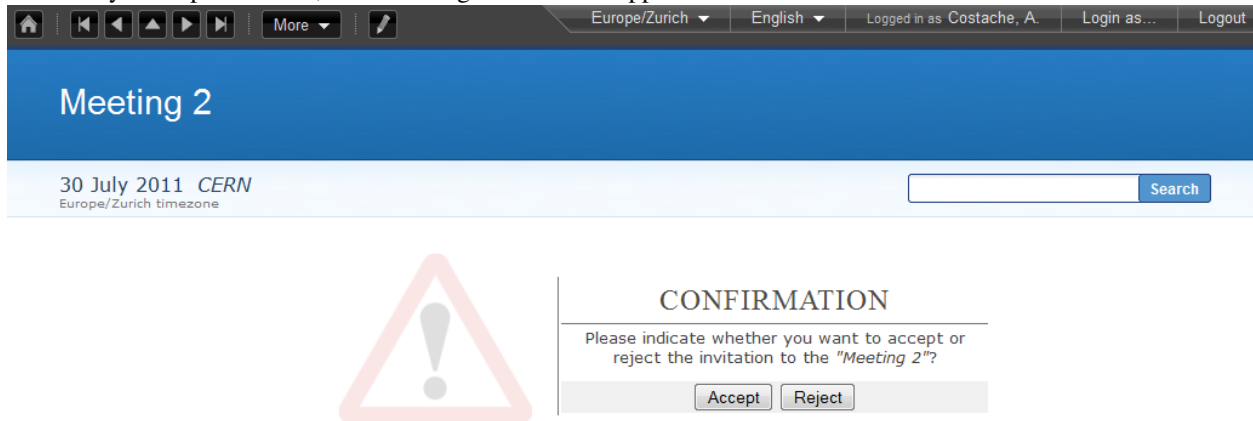 More Europe/Zurich English Logged in as Costache, A. Login as... Logout
Meeting 2
30 July 2011 CERN
Europe/Zurich timezone
Search
CONFIRMATION
Please indicate whether you want to accept or
reject the invitation to the "Meeting 2"?
Accept Reject